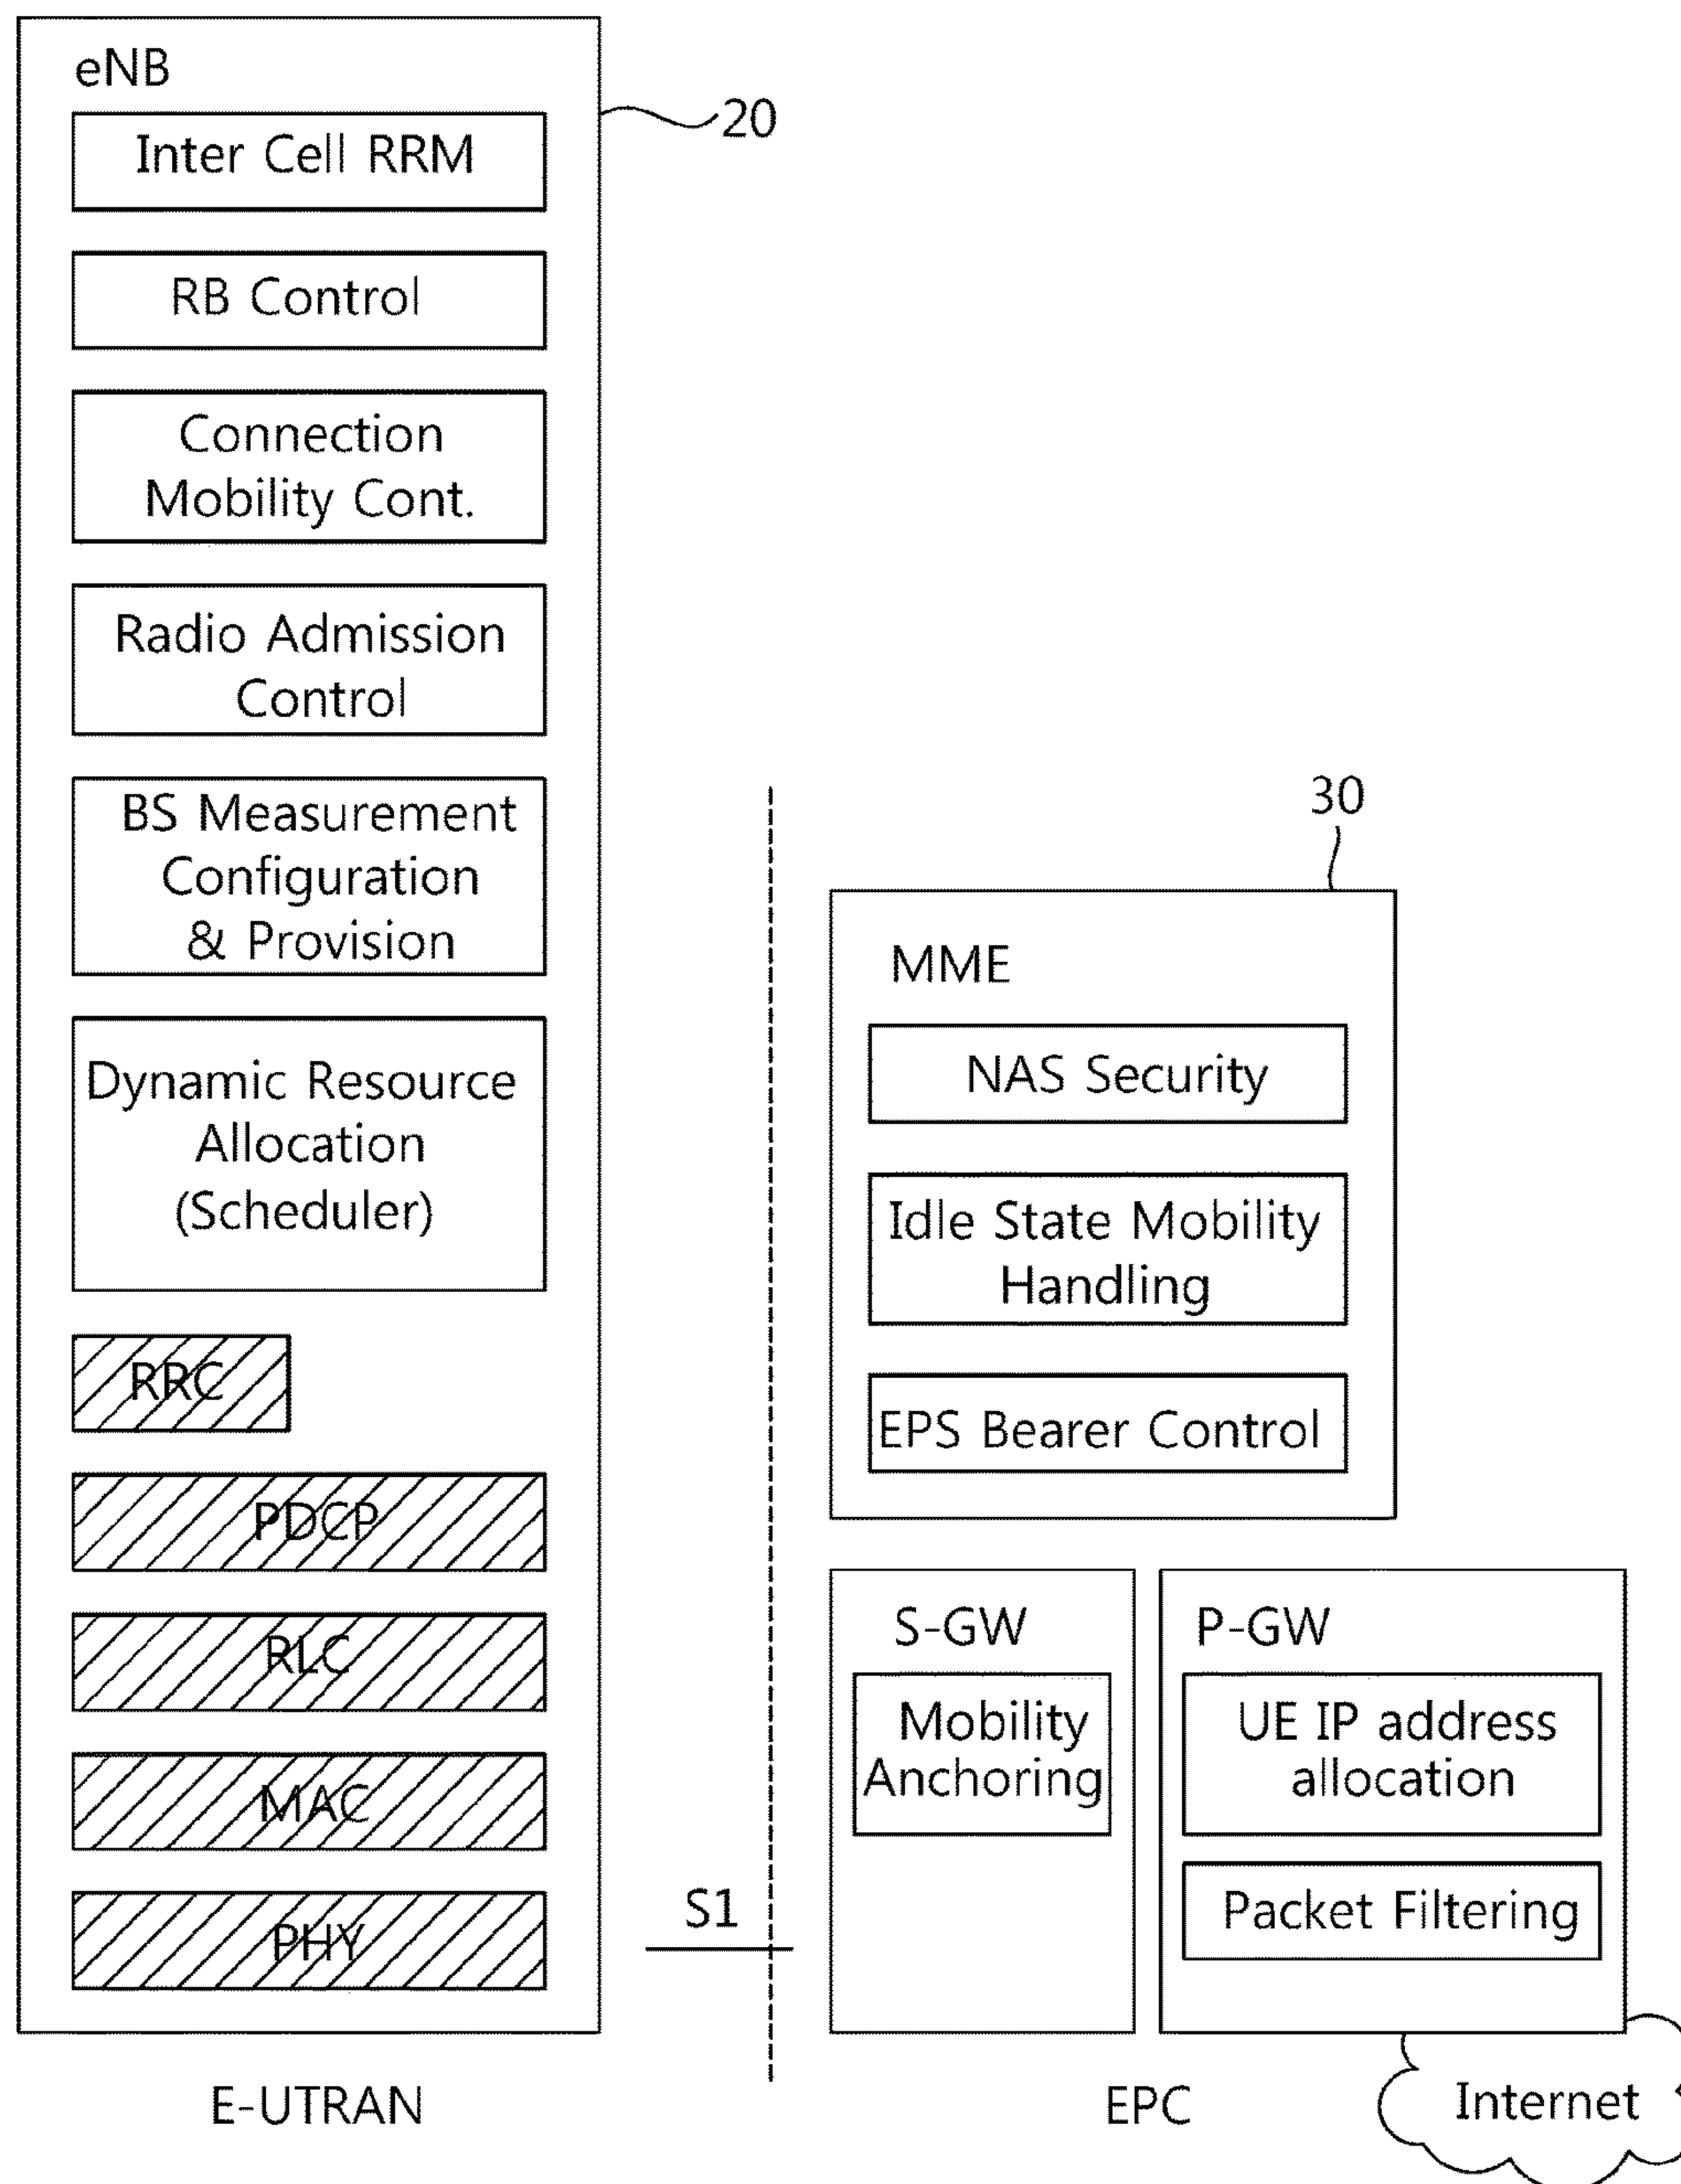 eNB
20
Inter Cell RRM
RB Control
Connection
Mobility Cont.
Radio Admission
Control
BS Measurement
Configuration
& Provision
Dynamic Resource
Allocation
(Scheduler)
RRC
PDCP
RLC
MAC
PHY
E-UTRAN
S1
30
MME
NAS Security
Idle State Mobility
Handling
EPS Bearer Control
S-GW
Mobility
Anchoring
P-GW
UE IP address
allocation
Packet Filtering
EPC
Internet